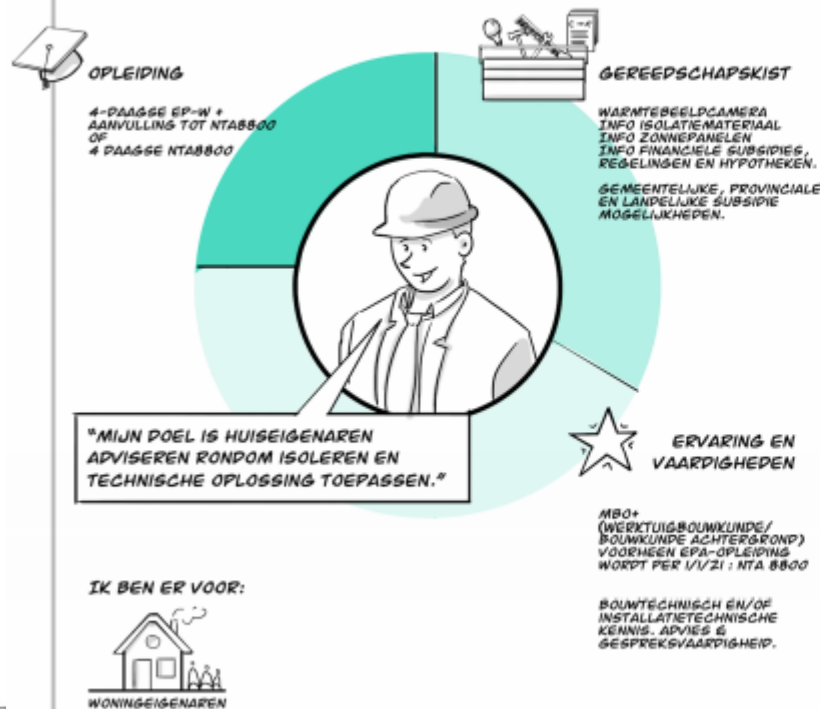 OPLEIDING
4-DAAGSE EP-W +
AANVULLING TOT NTA8800
OF
4 DAAGSE NTA8800
GEREEDSCHAPSKIST
WARMTEBEELDCAMERA
INFO ISOLATIEMATERIAAL
INFO ZONNEPANELEN
INFO FINANCIELE SUBSIDIES,
REGELINGEN EN HYPOTHEKEN.
GEMEENTELIJKE, PROVINCIALE
EN LANDELIJKE SUBSIDIE
MOGELIJKHEDEN.
"MIJN DOEL IS HUISEIGENAREN
ADVISEREN RONDOM ISOLEREN EN
TECHNISCHE OPLOSSING TOEPASSEN."
ERVARING EN
VAARDIGHEDEN
MBO+
(WERKTUIGBOUWKUNDE/
BOUWKUNDE ACHTERGROND)
VOORHEEN EPA-OPLEIDING
WORDT PER 1/1/21 : NTA 8800
BOUWTECHNISCH EN/OF
INSTALLATIETECHNISCHE
KENNIS. ADVIES &
GESPREKSVAARDIGHEID.
IK BEN ER VOOR:
WONINGEIGENAREN